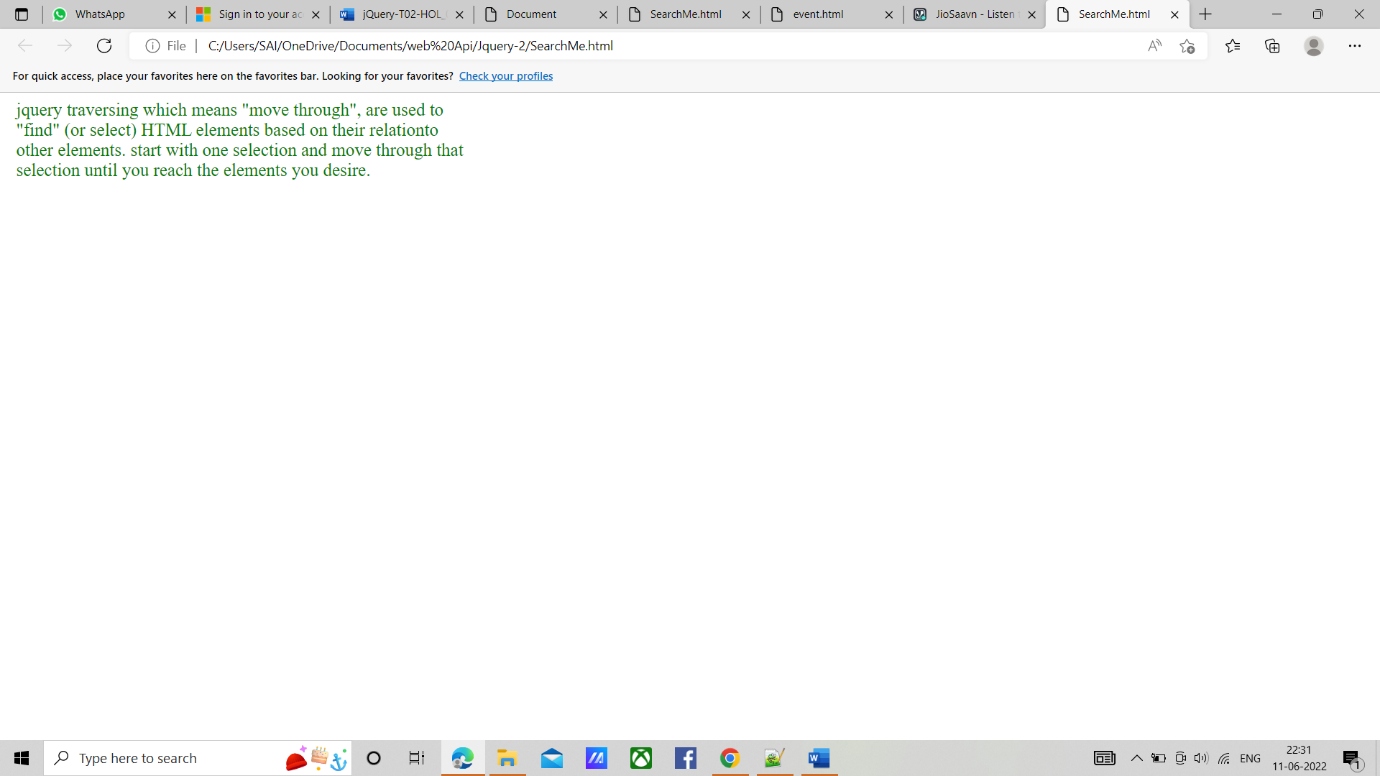 WhatsApp
Sign in to your ac
jQuery-T02-HOL_
Document
SearchMe.html
event.html
JioSaavn - Listen
SearchMe.html
File
C:/Users/SAI/OneDrive/Documents/web%20Api/Jquery-2/SearchMe.html
For quick access, place your favorites here on the favorites bar. Looking for your favorites? Check your profiles
jquery traversing which means "move through", are used to
"find" (or select) HTML elements based on their relationto
other elements. start with one selection and move through that
selection until you reach the elements you desire.
Type here to search
ENG
22:31
11-06-2022
1